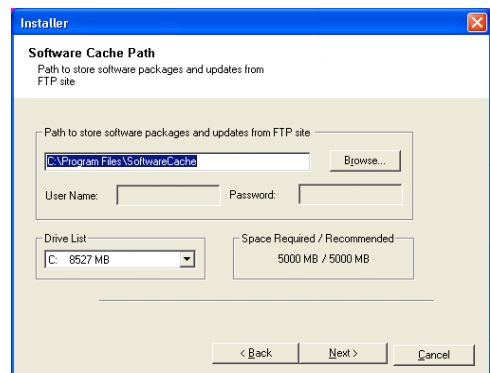 Installer
Software Cache Path
Path to store software packages and updates from
FTP site
Path to store software packages and updates from FTP site
C:\Program Files\SoftwareCache
Browse...
User Name:
Password:
Drive List
Space Required / Recommended
C: 8527 MB
5000 MB / 5000 MB
< Back
Next >
Cancel